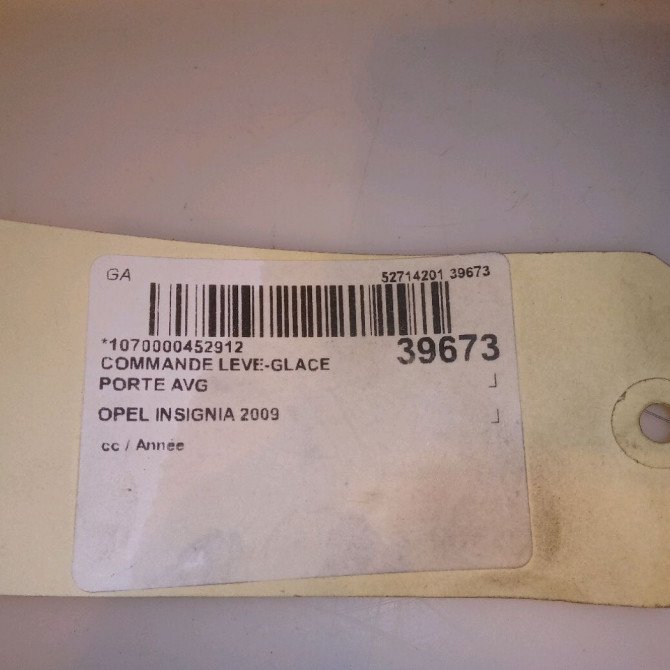 GA 52714201 39673
*1070000452912 39673
COMMANDE LEVE-GLACE
PORTE AVG
OPEL INSIGNIA 2009
cc / Année